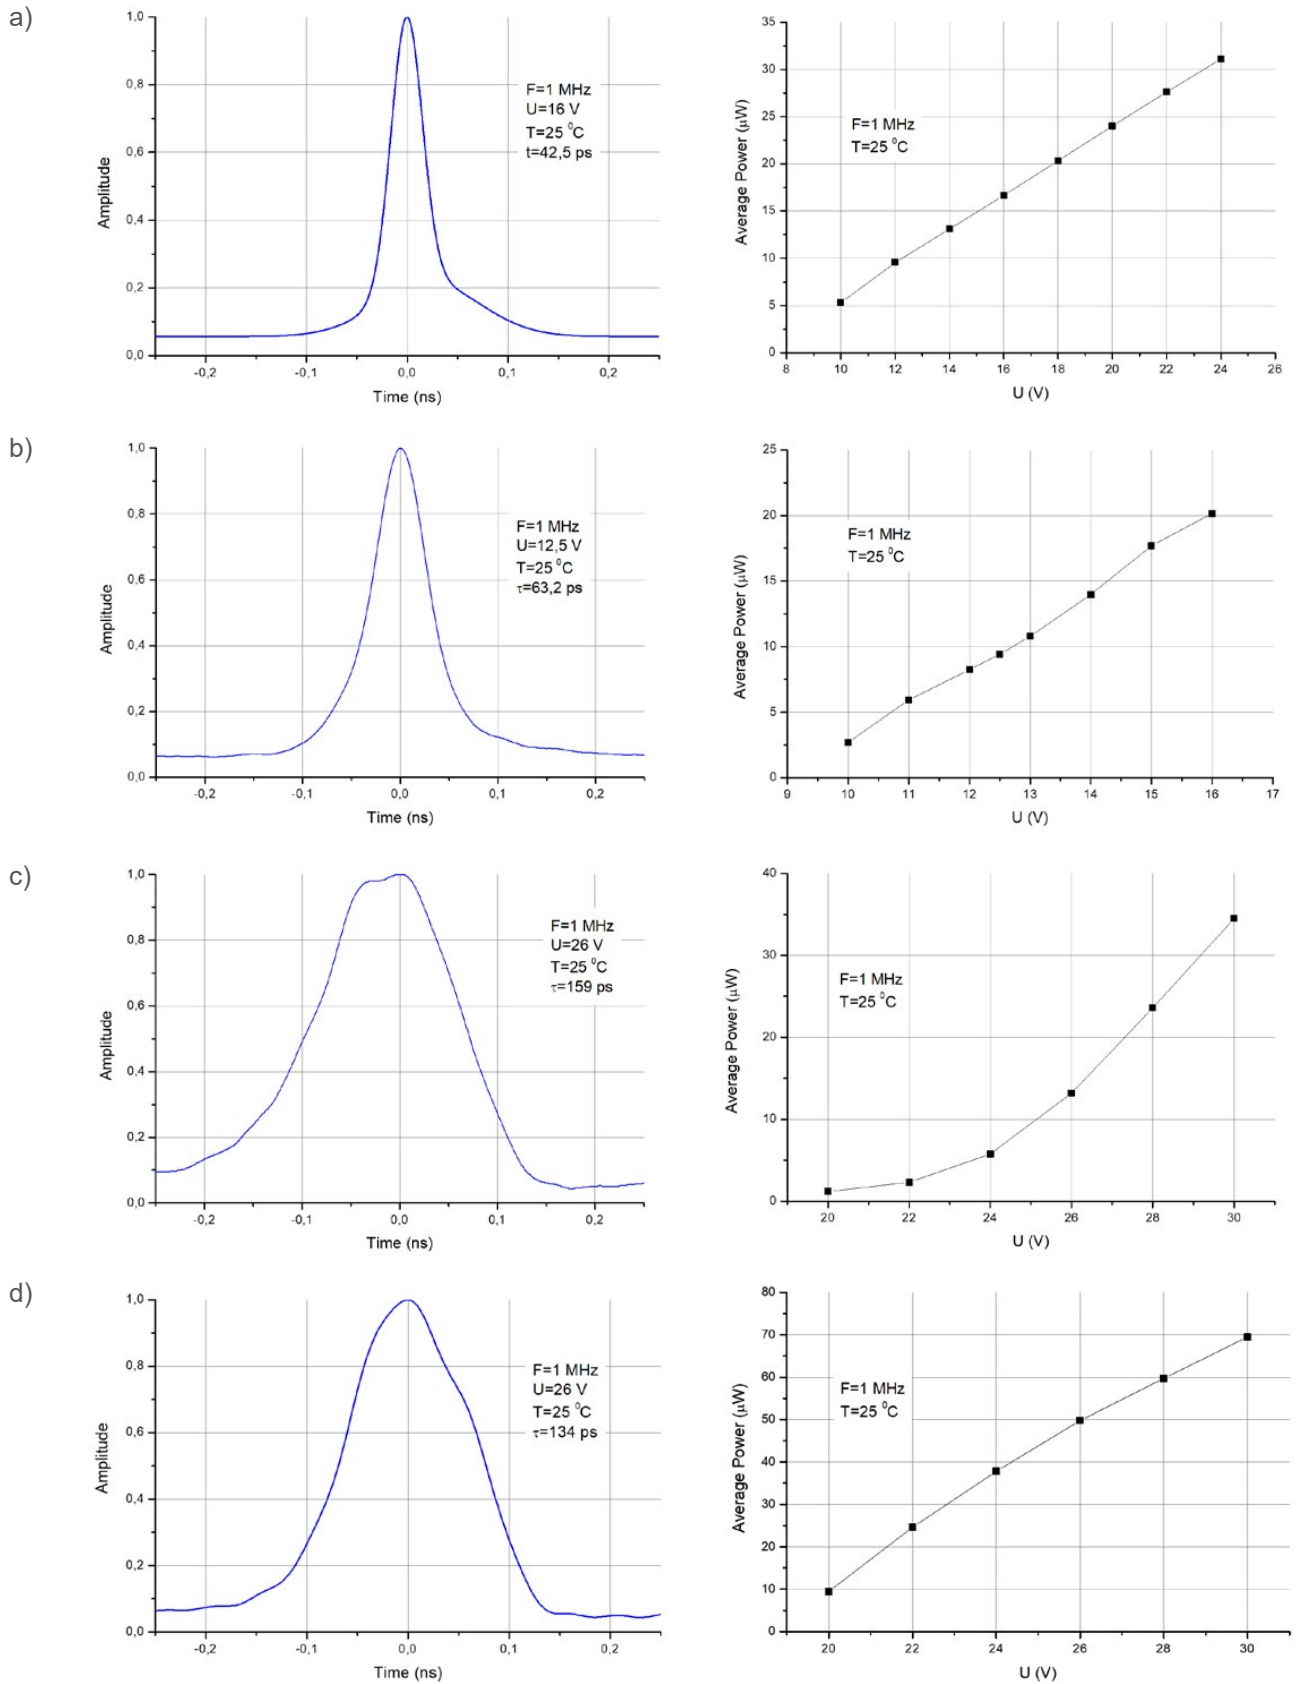 a)
1,0
0,8
0,6
0,4
0,2
0,0
Amplitude
F=1 MHz
U=16 V
T=25 ⁰C
t=42,5 ps
-0,2 -0,1 0,0 0,1 0,2
Time (ns)
35
30
25
20
15
10
5
0
Average Power (μW)
F=1 MHz
T=25 ⁰C
8 10 12 14 16 18 20 22 24 26
U (V)
b)
1,0
0,8
0,6
0,4
0,2
0,0
Amplitude
F=1 MHz
U=12,5 V
T=25 ⁰C
τ=63,2 ps
-0,2 -0,1 0,0 0,1 0,2
Time (ns)
25
20
15
10
5
0
Average Power (μW)
F=1 MHz
T=25 ⁰C
9 10 11 12 13 14 15 16 17
U (V)
c)
1,0
0,8
0,6
0,4
0,2
0,0
Amplitude
F=1 MHz
U=26 V
T=25 ⁰C
τ=159 ps
-0,2 -0,1 0,0 0,1 0,2
Time (ns)
40
30
20
10
0
Average Power (μW)
F=1 MHz
T=25 ⁰C
20 22 24 26 28 30
U (V)
d)
1,0
0,8
0,6
0,4
0,2
0,0
Amplitude
F=1 MHz
U=26 V
T=25 ⁰C
τ=134 ps
-0,2 -0,1 0,0 0,1 0,2
Time (ns)
80
70
60
50
40
30
20
10
0
Average Power (μW)
F=1 MHz
T=25 ⁰C
20 22 24 26 28 30
U (V)